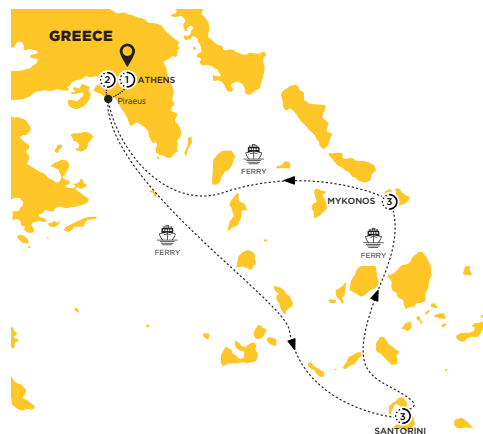 GREECE
2
1
ATHENS
Piraeus
FERRY
MYKONOS
3
FERRY
FERRY
3
SANTORINI